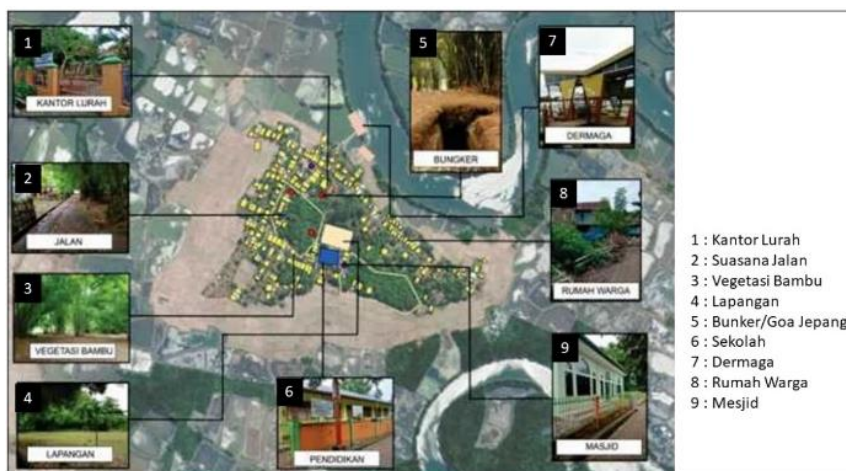 1
KANTOR LURAH
2
JALAN
3
VEGETASI BAMBU
4
LAPANGAN
5
BUNGKER
6
PENDIDIKAN
7
DERMAGA
8
RUMAH WARGA
9
MASJID
1 : Kantor Lurah
2 : Suasana Jalan
3 : Vegetasi Bambu
4 : Lapangan
5 : Bunker/Goa Jepang
6 : Sekolah
7 : Dermaga
8 : Rumah Warga
9 : Mesjid